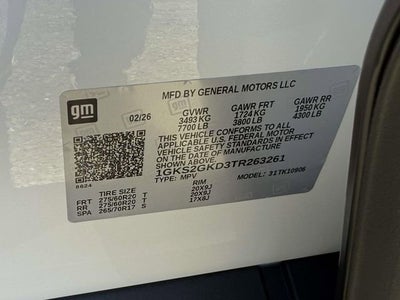 gm
MFD BY GENERAL MOTORS LLC
02/26
GVWR GAWR FRT GAWR RR
3493 KG 1724 KG 1950 KG
7700 LB 3800 LB 4300 LB
THIS VEHICLE CONFORMS TO ALL
APPLICABLE U.S. FEDERAL MOTOR
VEHICLE SAFETY STANDARDS IN
EFFECT ON THE DATE OF MANUFACTURE
SHOWN ABOVE.
1GKS2GKD3TR263261
TYPE: MPV MODEL: 31TK10906
8624
TIRE SIZE RIM
FRT 275/60R20 T 20X9J
RR 275/60R20 T 20X9J
SPA 265/70R17 S 17X8J